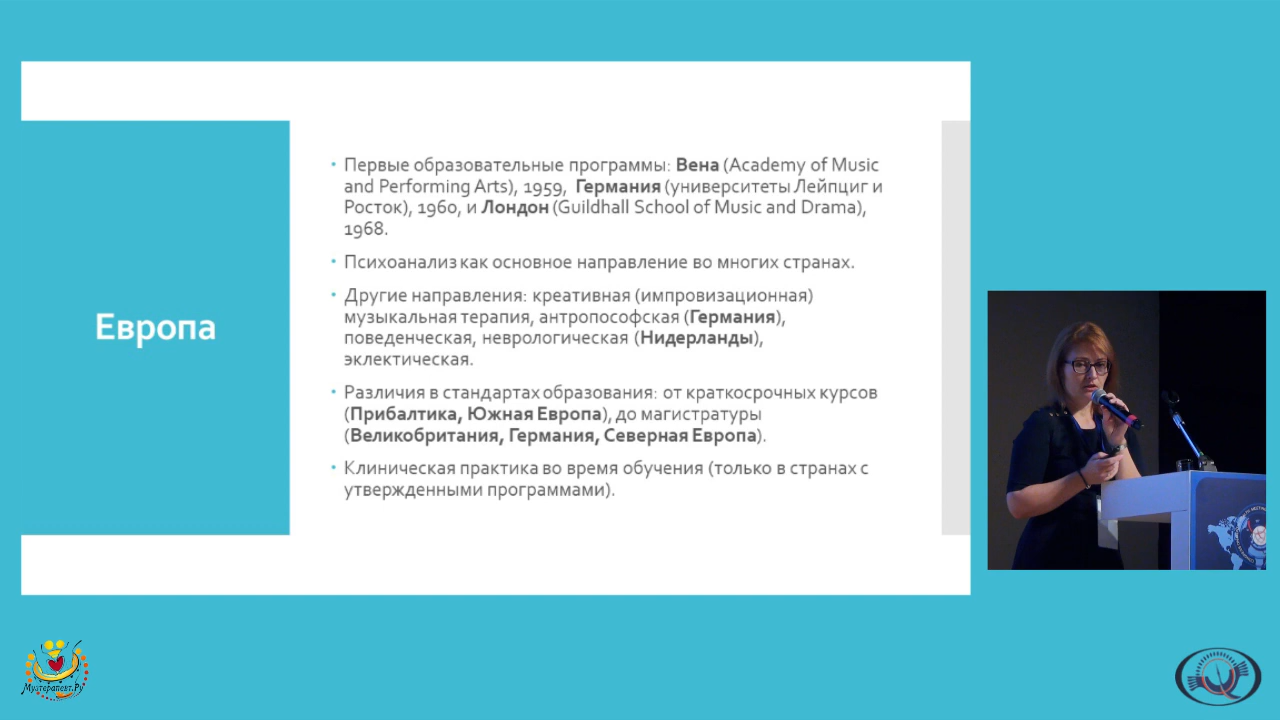 Европа
• Первые образовательные программы: Вена (Academy of Music
and Performing Arts), 1959, Германия (университеты Лейпциг и
Росток), 1960, и Лондон (Guildhall School of Music and Drama),
1968.
• Психоанализ как основное направление во многих странах.
• Другие направления: креативная (импровизационная)
музыкальная терапия, антропософская (Германия),
поведенческая, неврологическая (Нидерланды),
эклектическая.
• Различия в стандартах образования: от краткосрочных курсов
(Прибалтика, Южная Европа), до магистратуры
(Великобритания, Германия, Северная Европа).
• Клиническая практика во время обучения (только в странах с
утвержденными программами).
Музтерапевт.Ру